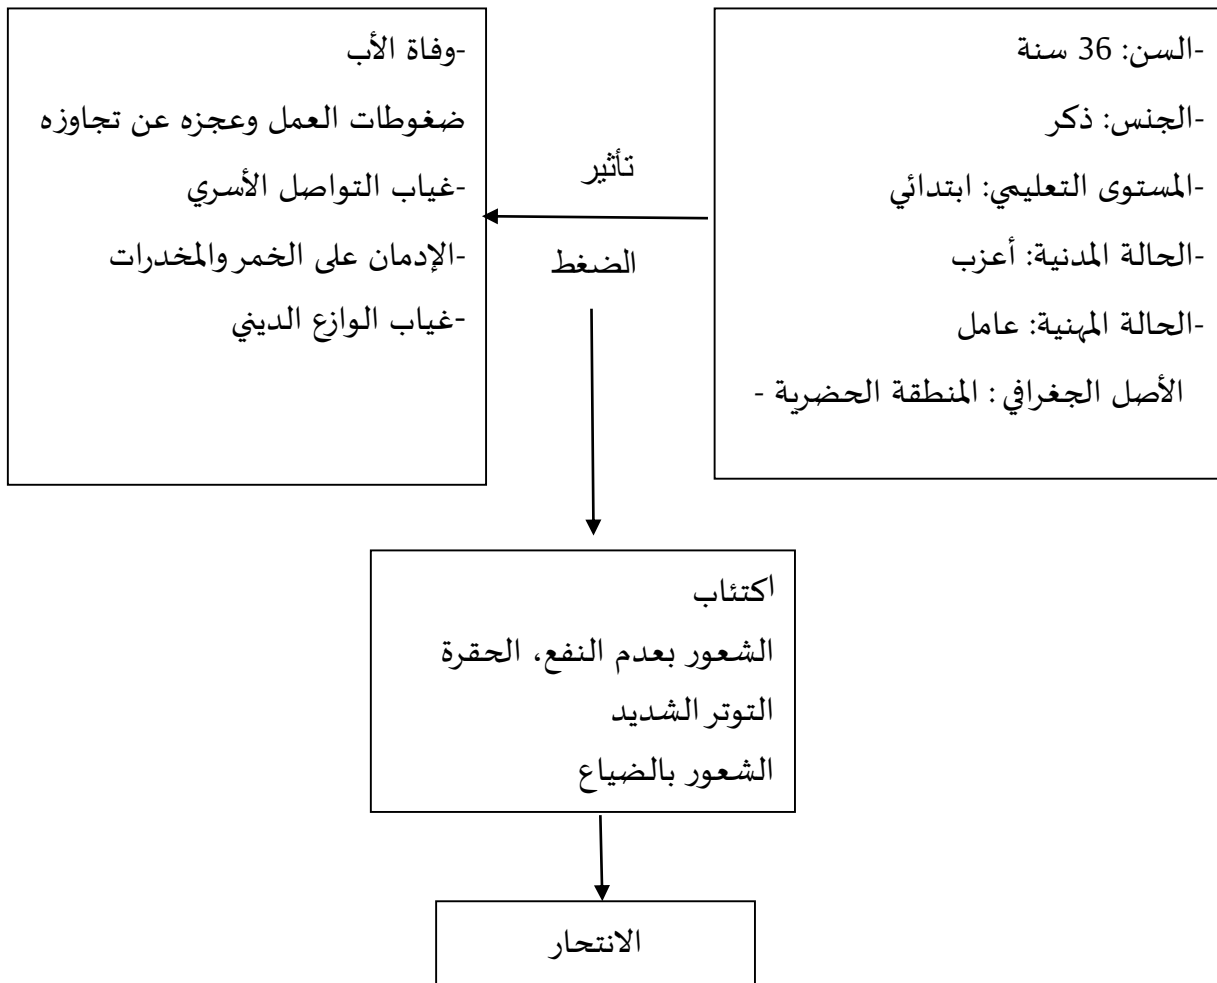 -السن: 36 سنة
-الجنس: ذكر
-المستوى التعليمي: ابتدائي
-الحالة المدنية: أعزب
-الحالة المهنية: عامل
الأصل الجغرافي : المنطقة الحضرية -
تأثير
الضغط
-وفاة الأب
ضغوطات العمل وعجزه عن تجاوزه
-غياب التواصل الأسري
-الإدمان على الخمر والمخدرات
-غياب الوازع الديني
اكتئاب
الشعور بعدم النفع، الحقرة
التوتر الشديد
الشعور بالضياع
الانتحار